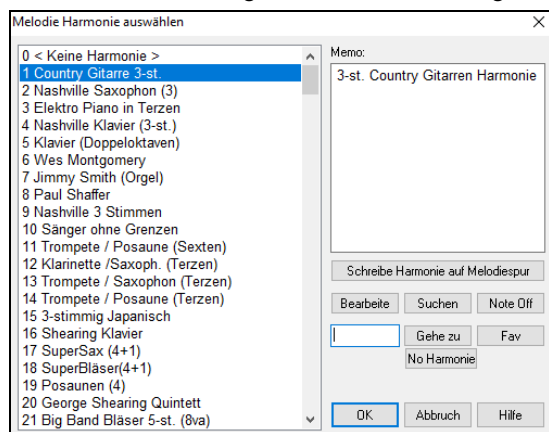 Melodie Harmonie auswählen
0 < Keine Harmonie >
1 Country Gitarre 3-st.
2 Nashville Saxophon (3)
3 Elektro Piano in Terzen
4 Nashville Klavier (3-st.)
5 Klavier (Doppeloktaven)
6 Wes Montgomery
7 Jimmy Smith (Orgel)
8 Paul Shaffer
9 Nashville 3 Stimmen
10 Sänger ohne Grenzen
11 Trompete / Posaune (Sexten)
12 Klarinette /Saxoph. (Terzen)
13 Trompete / Saxophon (Terzen)
14 Trompete / Posaune (Terzen)
15 3-stimmig Japanisch
16 Shearing Klavier
17 SuperSax (4+1)
18 SuperBläser(4+1)
19 Posaunen (4)
20 George Shearing Quintett
21 Big Band Bläser 5-st. (8va)
Memo:
3-st. Country Gitarren Harmonie
Schreibe Harmonie auf Melodiespur
Bearbeite Suchen Note Off
Gehe zu Fav
No Harmonie
OK Abbruch Hilfe